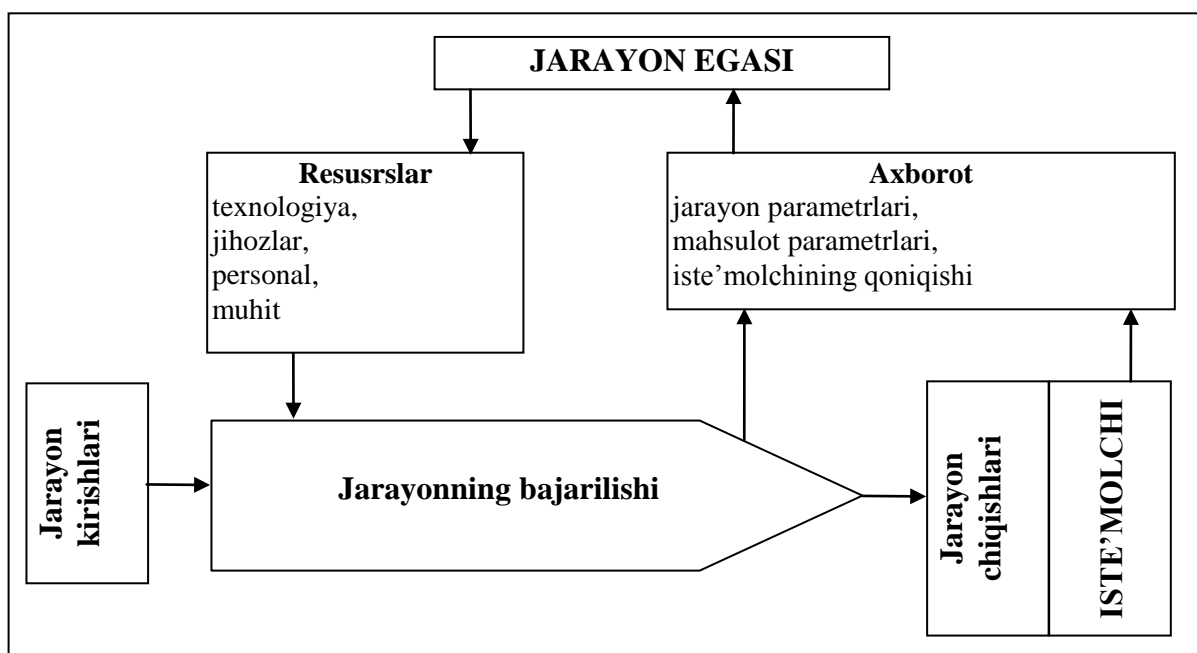 JARAYON EGASI
Resusrslar
texnologiya,
jihozlar,
personal,
muhit
Axborot
jarayon parametrlari,
mahsulot parametrlari,
iste’molchining qoniqishi
Jarayon
kirishlari
Jarayonning bajarilishi
Jarayon
chiqishlari
ISTE’MOLCHI